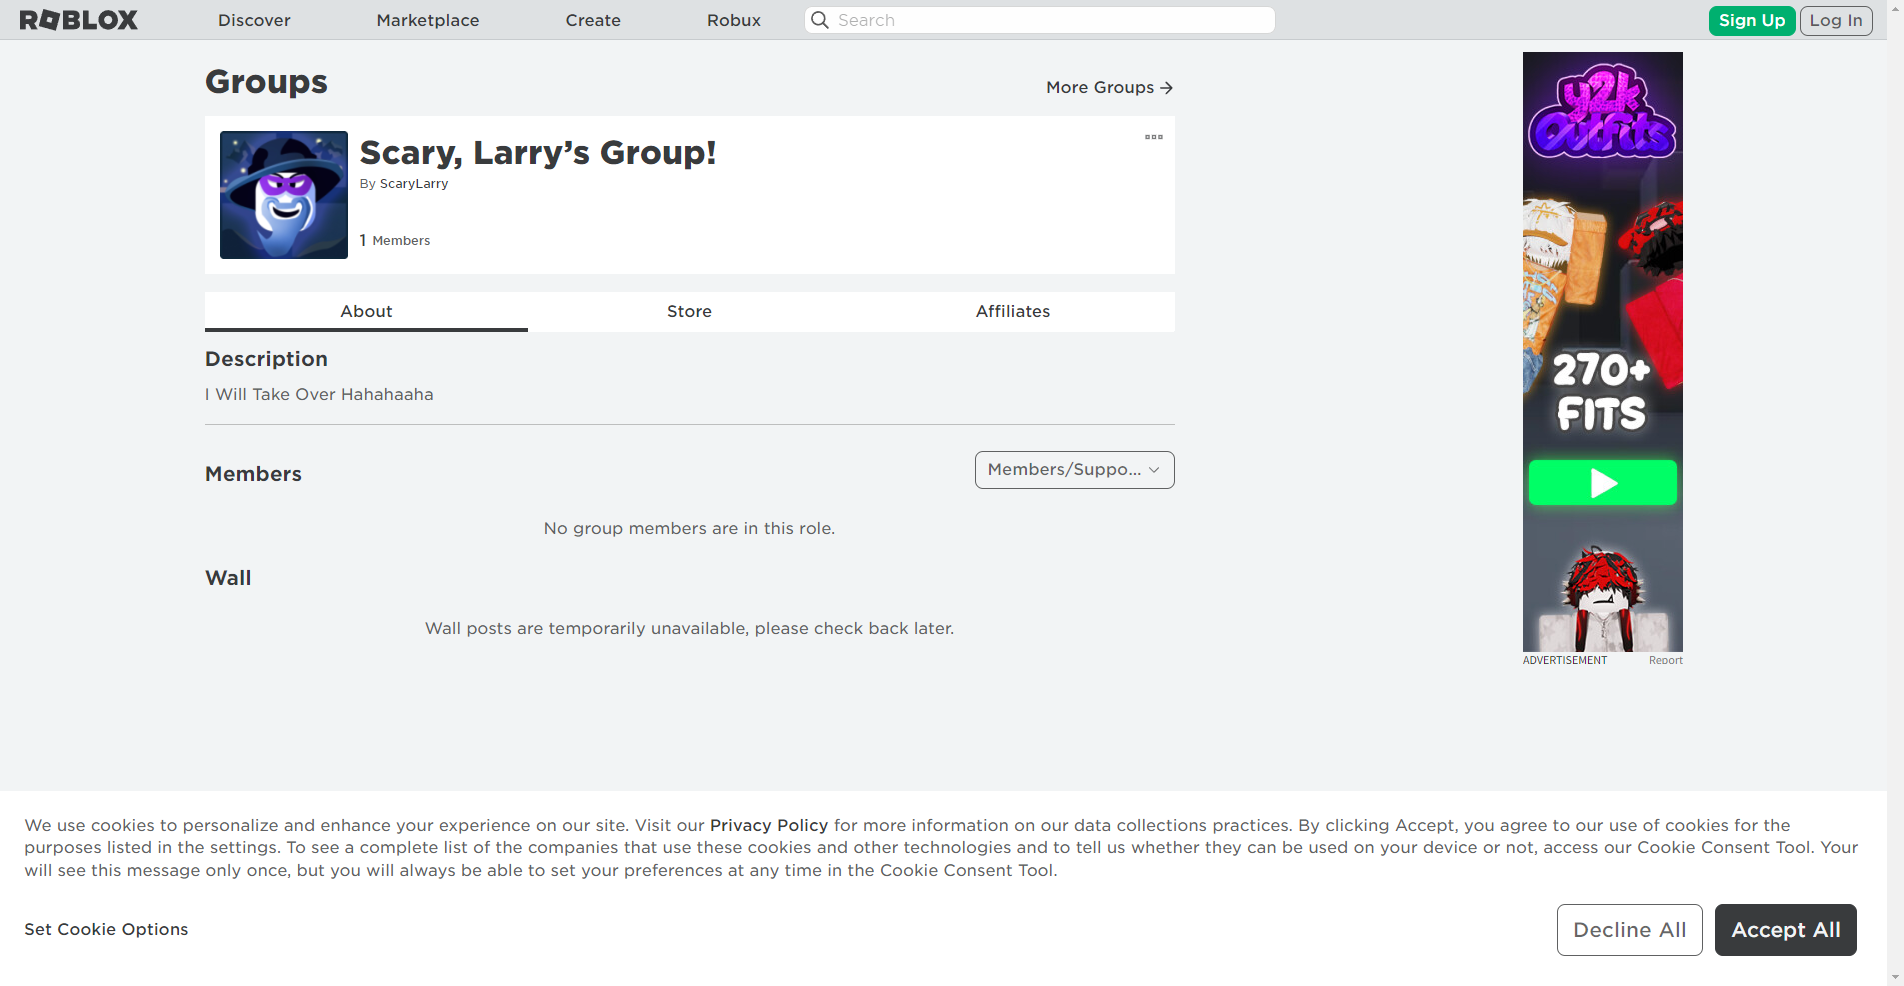 ROBLOX
Discover
Marketplace
Create
Robux
Search
Sign Up
Log In
Groups
More Groups
Scary, Larry’s Group!
By ScaryLarry
1 Members
About
Store
Affiliates
Description
I Will Take Over Hahahaaha
Members
Members/Suppo...
No group members are in this role.
Wall
Wall posts are temporarily unavailable, please check back later.
y2k
Outfits
270+
FITS
ADVERTISEMENT
Report
We use cookies to personalize and enhance your experience on our site. Visit our Privacy Policy for more information on our data collections practices. By clicking Accept, you agree to our use of cookies for the
purposes listed in the settings. To see a complete list of the companies that use these cookies and other technologies and to tell us whether they can be used on your device or not, access our Cookie Consent Tool. Your
will see this message only once, but you will always be able to set your preferences at any time in the Cookie Consent Tool.
Set Cookie Options
Decline All
Accept All